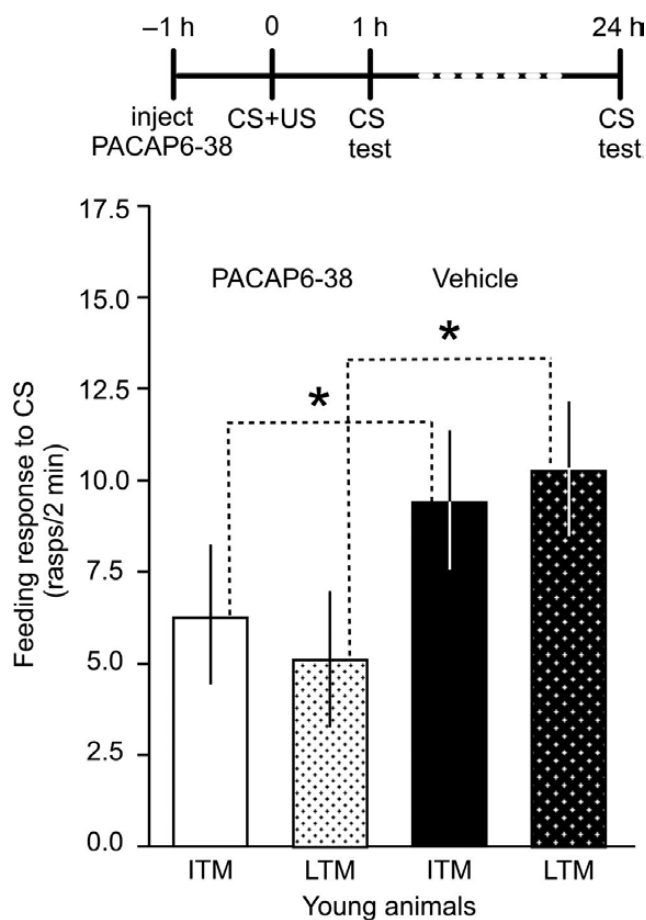 –1 h 0 1 h 24 h
inject CS+US CS CS
PACAP6-38 test test
17.5
PACAP6-38 Vehicle
15.0
*
12.5
*
10.0
7.5
5.0
2.5
0.0
Feeding response to CS
(rasps/2 min)
ITM LTM ITM LTM
Young animals